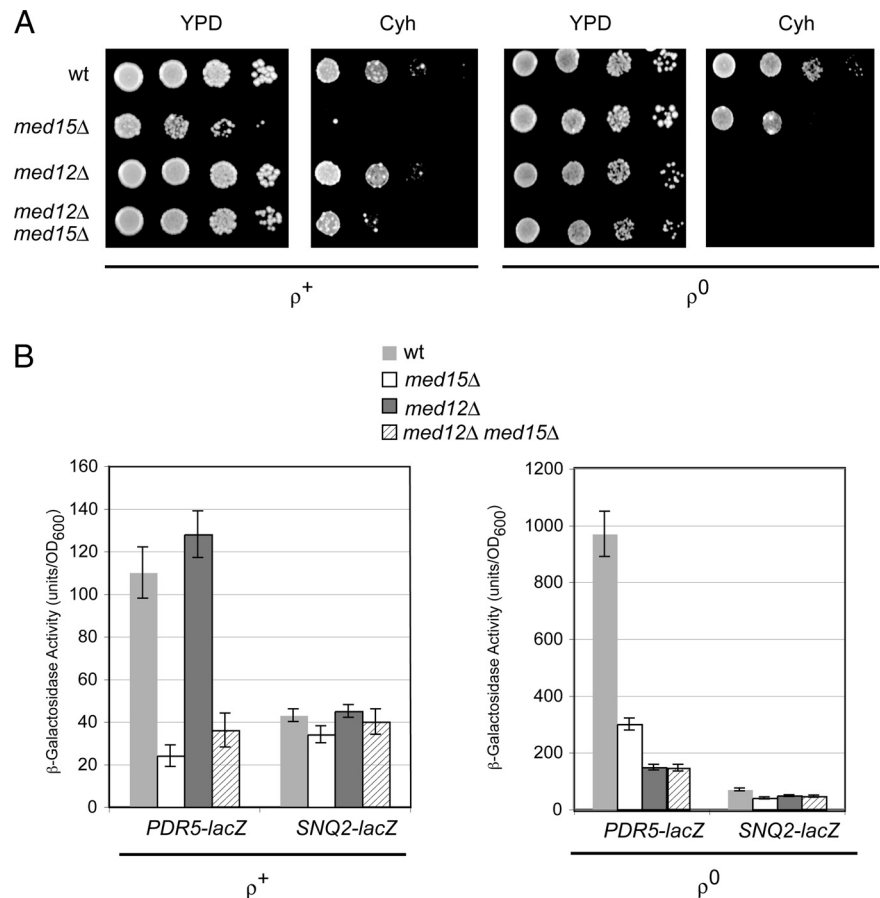 A
YPD
Cyh
YPD
Cyh
wt
med15Δ
med12Δ
med12Δ
med15Δ
ρ+
ρ0
B
wt
med15Δ
med12Δ
med12Δ med15Δ
β-Galactosidase Activity (units/OD600)
160
140
120
100
80
60
40
20
0
PDR5-lacZ
SNQ2-lacZ
ρ+
β-Galactosidase Activity (units/OD600)
1200
1000
800
600
400
200
0
PDR5-lacZ
SNQ2-lacZ
ρ0